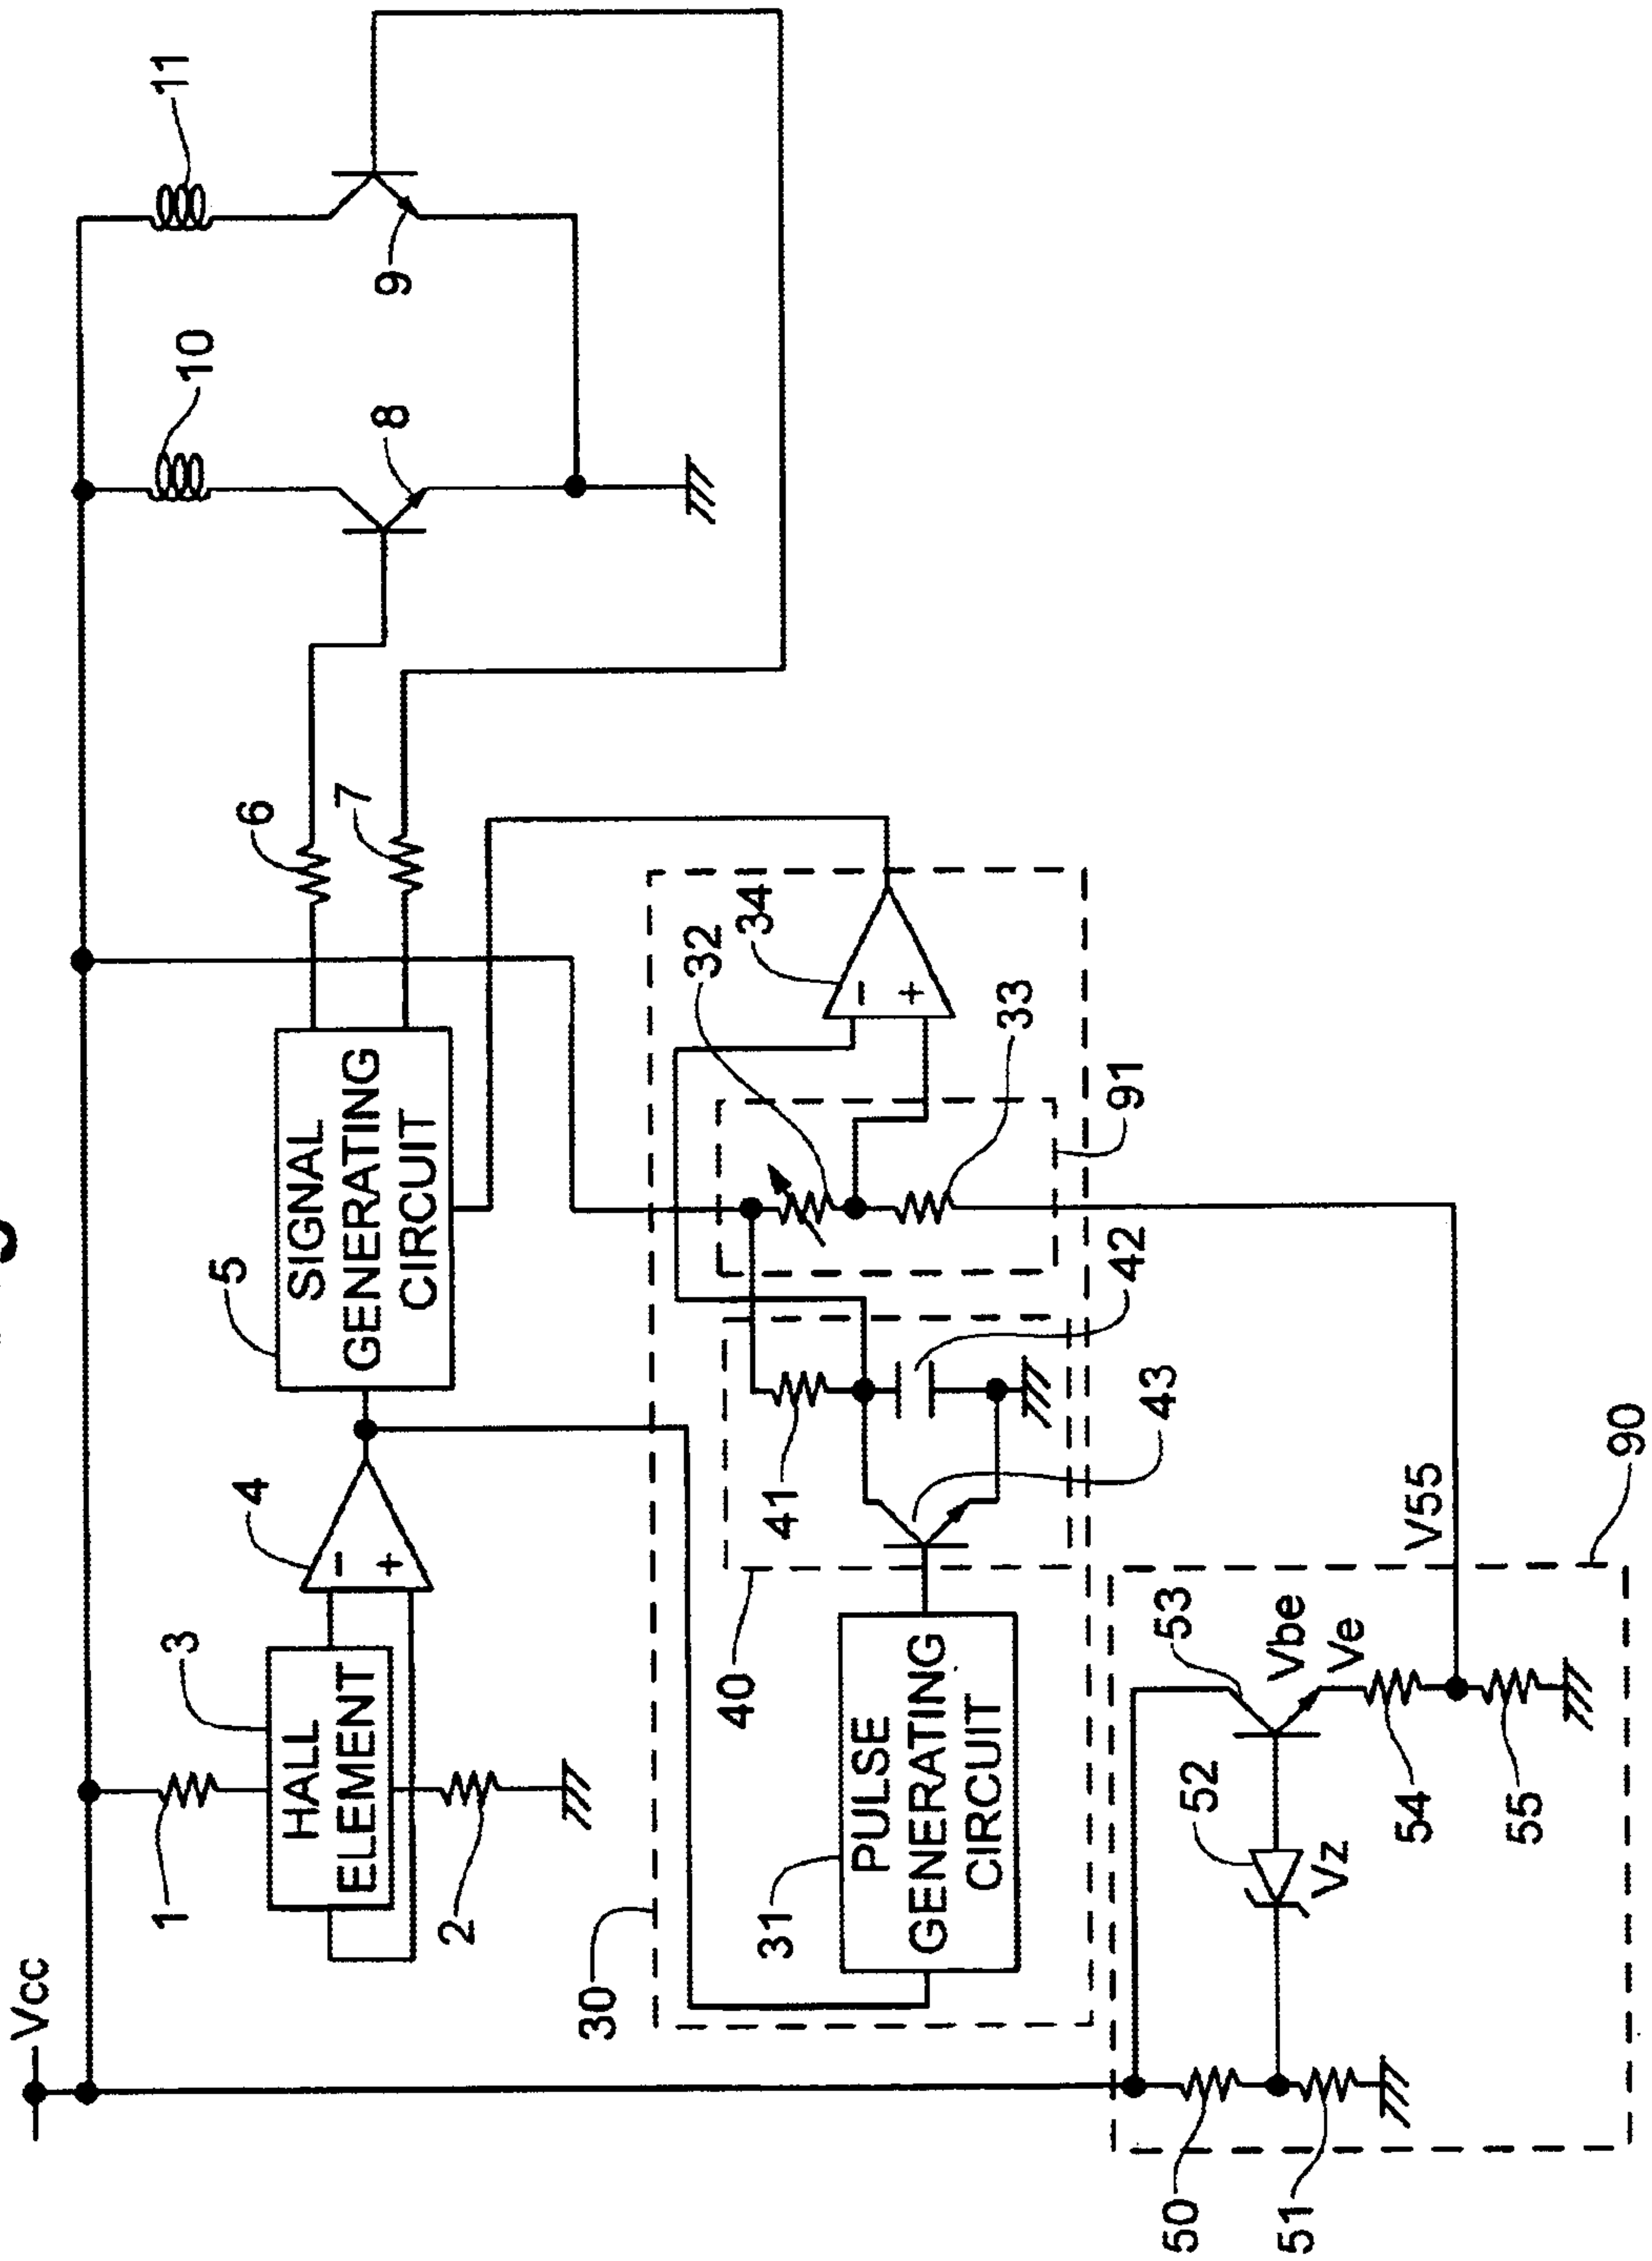 Vcc
1
HALL
ELEMENT
3
2
4
5
SIGNAL
GENERATING
CIRCUIT
6
7
8
9
10
11
30
31
PULSE
GENERATING
CIRCUIT
40
41
42
43
32
33
34
91
−
+
−
+
50
51
52
Vz
53
Vbe
Ve
54
55
V55
90